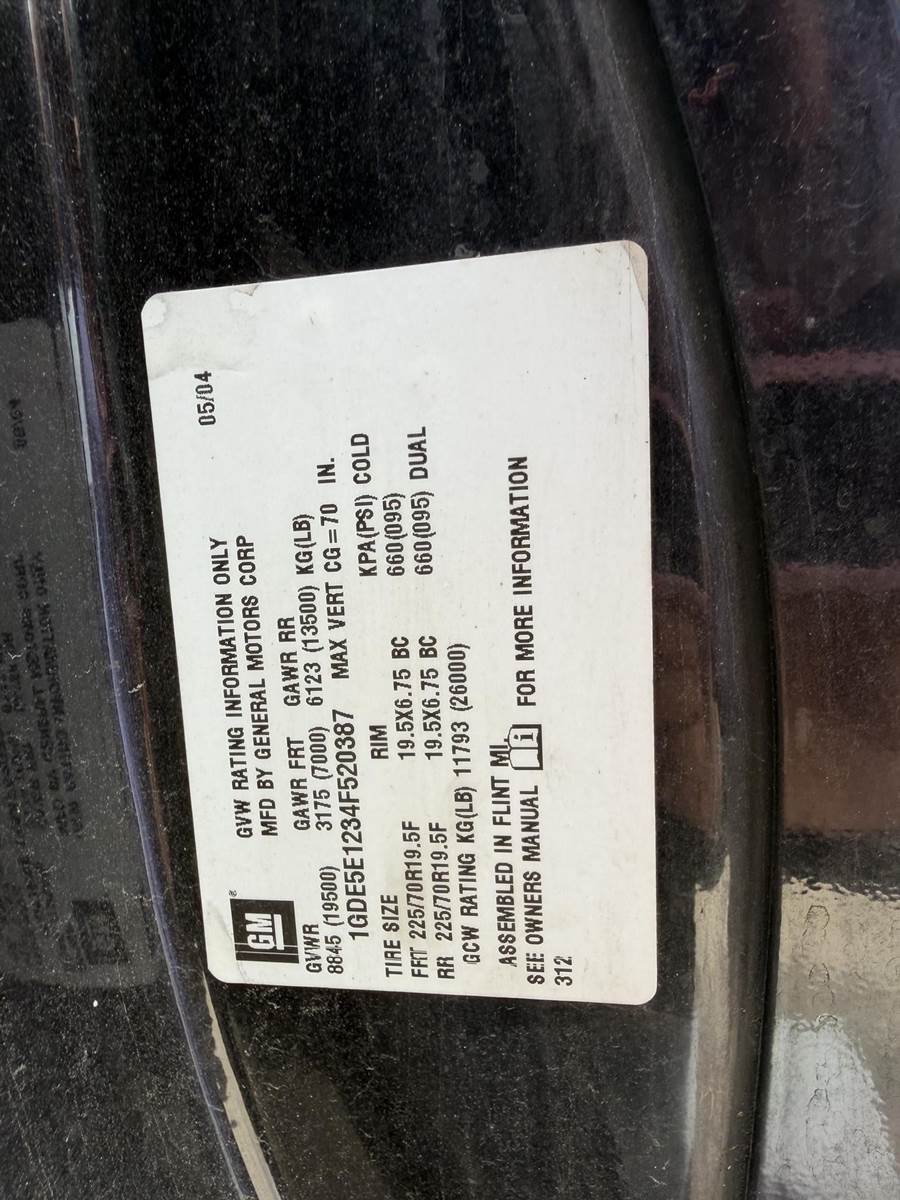 05/04
GM ®
GVW RATING INFORMATION ONLY
MFD BY GENERAL MOTORS CORP
GVWR GAWR FRT GAWR RR
8845 (19500) 3175 (7000) 6123 (13500) KG(LB)
1GDE5E1234F520387 MAX VERT CG=70 IN.
TIRE SIZE RIM KPA(PSI) COLD
FRT 225/70R19.5F 19.5X6.75 BC 660(095)
RR 225/70R19.5F 19.5X6.75 BC 660(095) DUAL
GCW RATING KG(LB) 11793 (26000)
ASSEMBLED IN FLINT MI.
SEE OWNERS MANUAL i FOR MORE INFORMATION
312